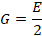 G = E/2